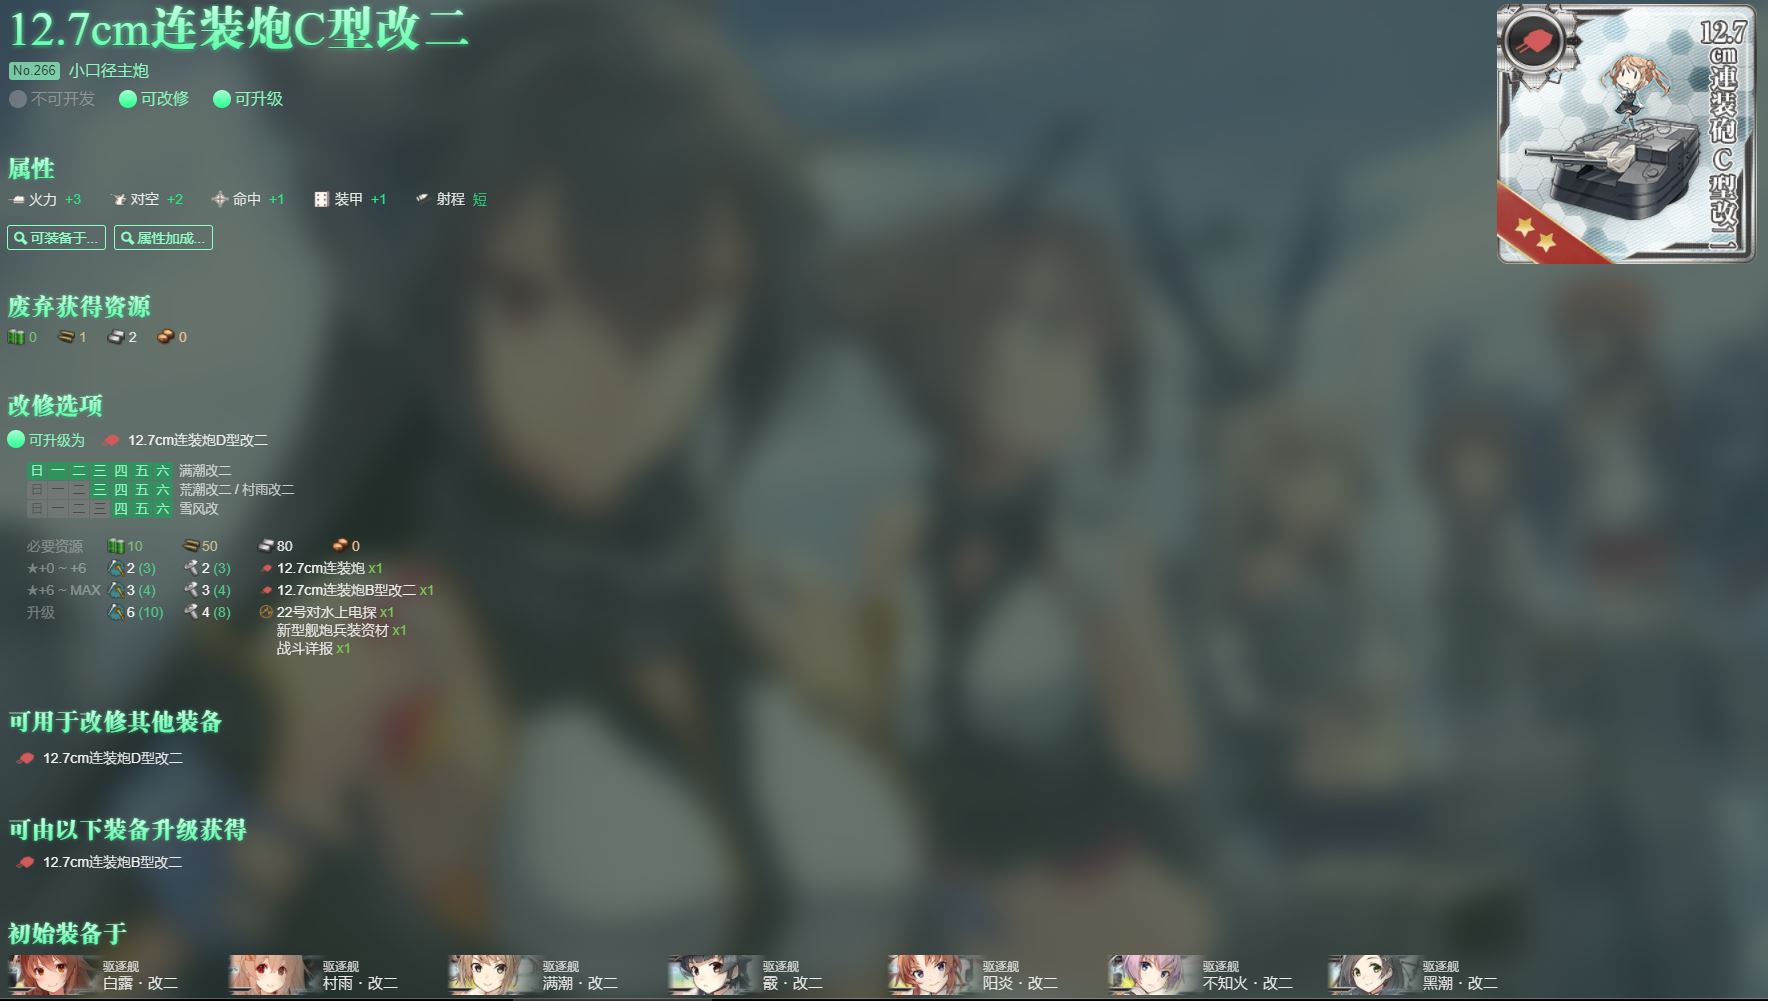 12.7cm连装炮C型改二
No.266 小口径主炮
不可开发 可改修 可升级
12.7cm連装砲C型改二
属性
火力 +3 对空 +2 命中 +1 装甲 +1 射程 短
可装备于... 属性加成...
废弃获得资源
0 1 2 0
改修选项
可升级为 12.7cm连装炮D型改二
日 一 二 三 四 五 六 满潮改二
日 一 二 三 四 五 六 荒潮改二 / 村雨改二
日 一 二 三 四 五 六 雪风改
必要资源 10 50 80 0
★+0 ~ +6 2 (3) 2 (3) 12.7cm连装炮 x1
★+6 ~ MAX 3 (4) 3 (4) 12.7cm连装炮B型改二 x1
升级 6 (10) 4 (8) 22号对水上电探 x1
新型舰炮兵装资材 x1
战斗详报 x1
可用于改修其他装备
12.7cm连装炮D型改二
可由以下装备升级获得
12.7cm连装炮B型改二
初始装备于
驱逐舰 驱逐舰 驱逐舰 驱逐舰 驱逐舰 驱逐舰 驱逐舰
白露・改二 村雨・改二 满潮・改二 霰・改二 阳炎・改二 不知火・改二 黑潮・改二